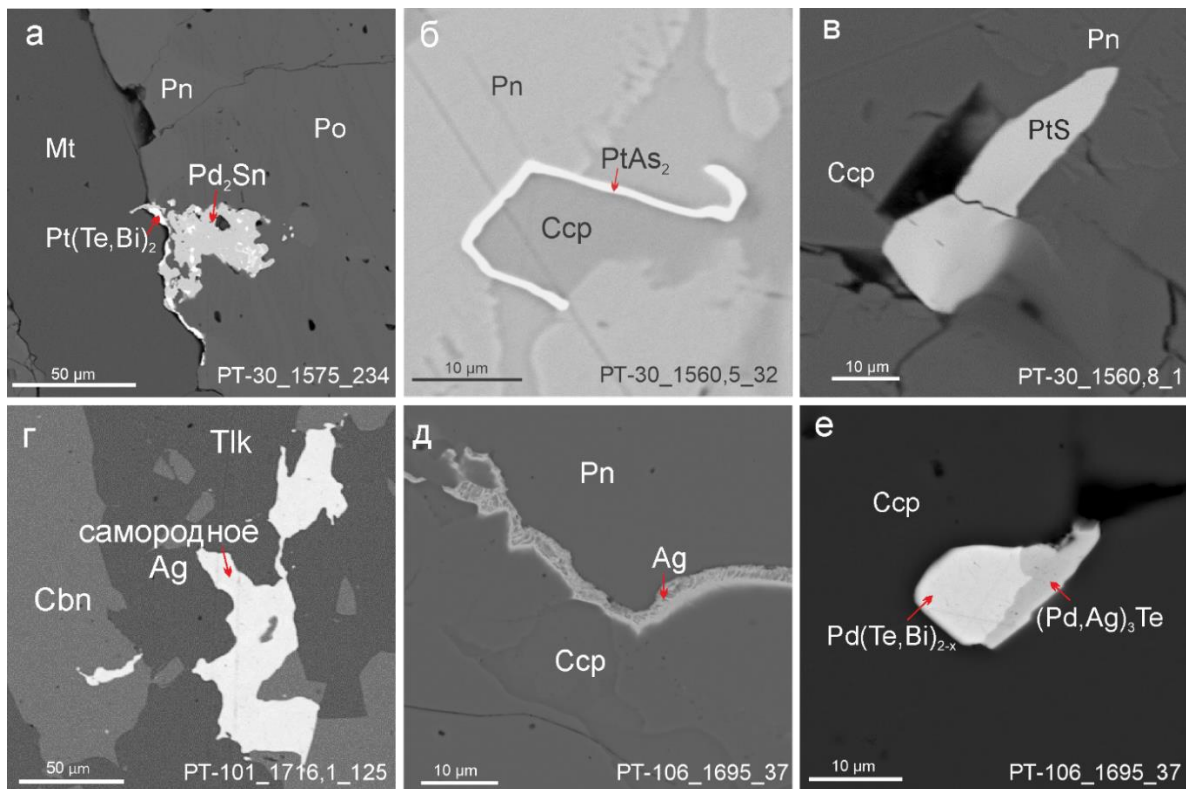 а
Pn
Po
Mt
Pd₂Sn
Pt(Te,Bi)₂
50 µm
PT-30_1575_234
б
Pn
PtAs₂
Ccp
10 µm
PT-30_1560,5_32
в
Pn
PtS
Ccp
10 µm
PT-30_1560,8_1
г
Tlk
самородное
Ag
Cbn
50 µm
PT-101_1716,1_125
д
Pn
Ag
Ccp
10 µm
PT-106_1695_37
е
Ccp
(Pd,Ag)₃Te
Pd(Te,Bi)₂₋ₓ
10 µm
PT-106_1695_37